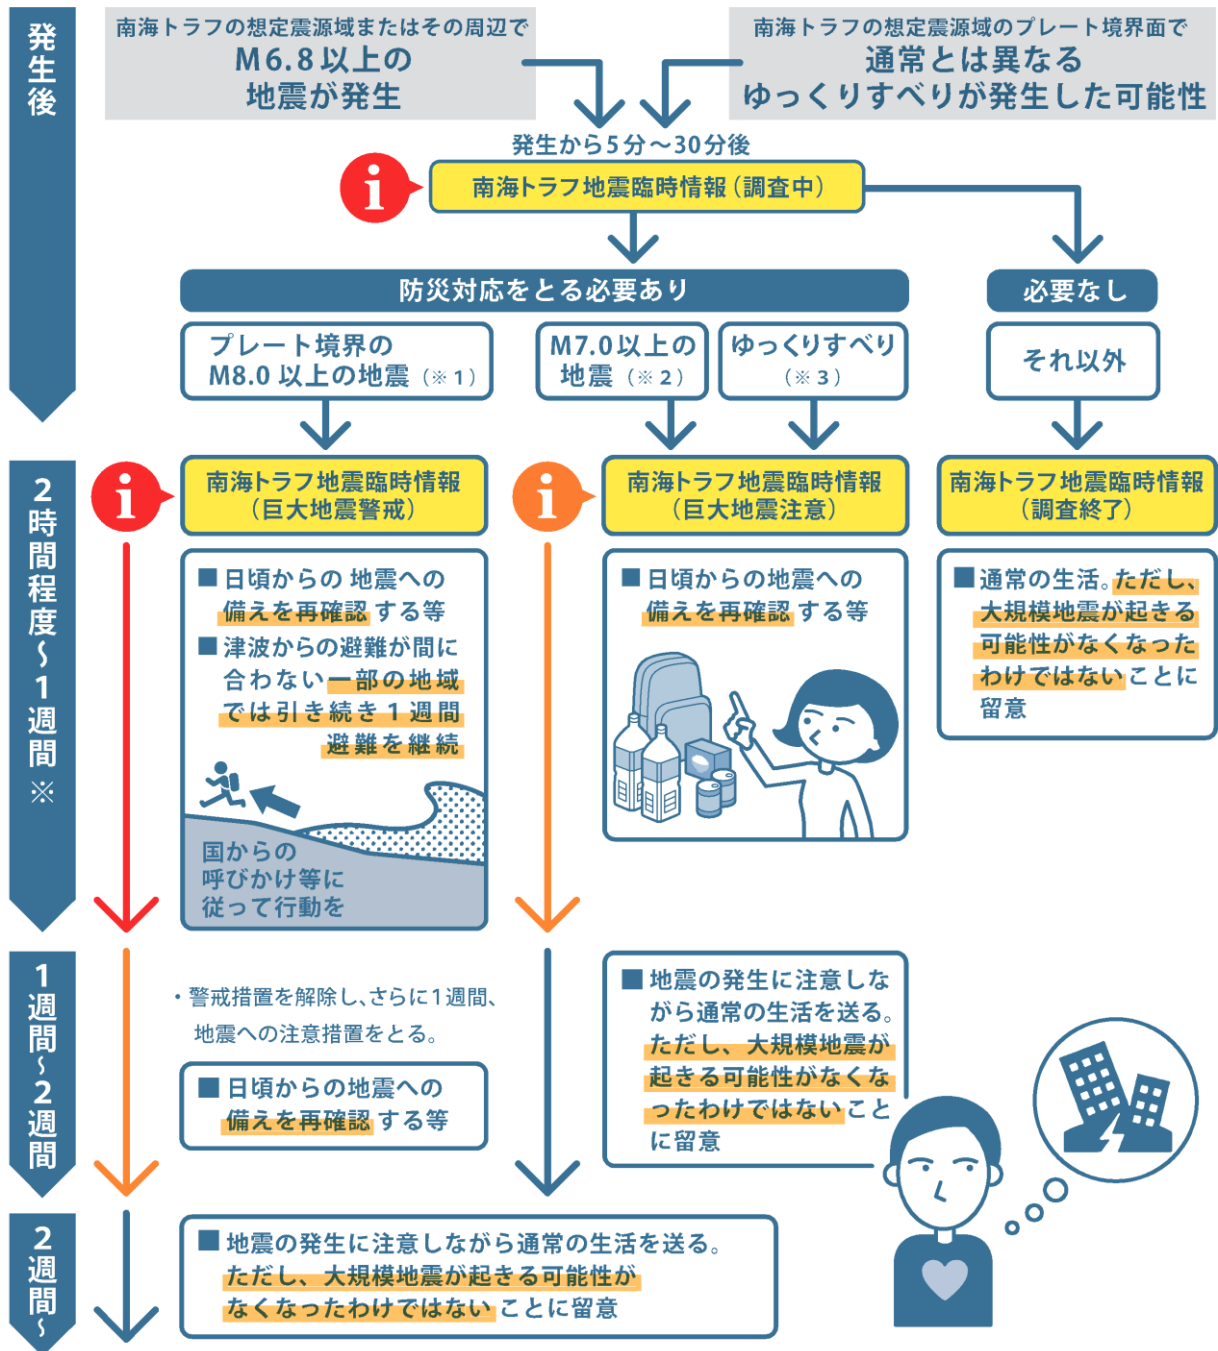 発生後
南海トラフの想定震源域またはその周辺で
M6.8以上の
地震が発生
南海トラフの想定震源域のプレート境界面で
通常とは異なる
ゆっくりすべりが発生した可能性
発生から5分～30分後
i
南海トラフ地震臨時情報（調査中）
防災対応をとる必要あり
必要なし
プレート境界の
M8.0以上の地震（※1）
M7.0以上の
地震（※2）
ゆっくりすべり
（※3）
それ以外
2時間程度～1週間※
i
南海トラフ地震臨時情報
（巨大地震警戒）
i
南海トラフ地震臨時情報
（巨大地震注意）
南海トラフ地震臨時情報
（調査終了）
■日頃からの 地震への
備えを再確認 する等
■津波からの避難が間に
合わない一部の地域
では引き続き1週間
避難を継続
国からの
呼びかけ等に
従って行動を
■日頃からの地震への
備えを再確認 する等
■通常の生活。ただし、
大規模地震が起きる
可能性がなくなった
わけではない ことに
留意
1週間～2週間
・警戒措置を解除し、さらに1週間、
地震への注意措置をとる。
■日頃からの地震への
備えを再確認 する等
■地震の発生に注意しな
がら通常の生活を送る。
ただし、大規模地震が
起きる可能性がなくな
ったわけではない こと
に留意
2週間～
■地震の発生に注意しながら通常の生活を送る。
ただし、大規模地震が起きる可能性が
なくなったわけではない ことに留意